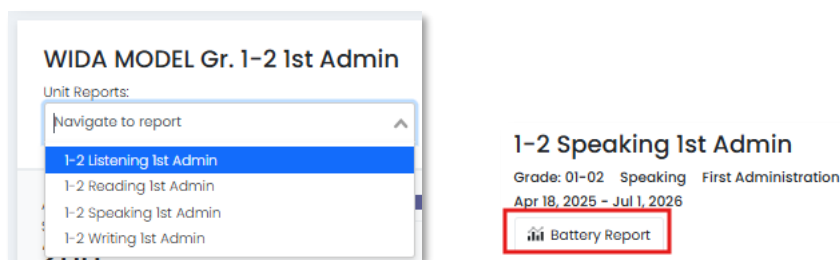 WIDA MODEL Gr. 1-2 1st Admin
Unit Reports:
Navigate to report
1-2 Listening 1st Admin
1-2 Reading 1st Admin
1-2 Speaking 1st Admin
1-2 Writing 1st Admin
1-2 Speaking 1st Admin
Grade: 01-02 Speaking First Administration
Apr 18, 2025 - Jul 1, 2026
Battery Report